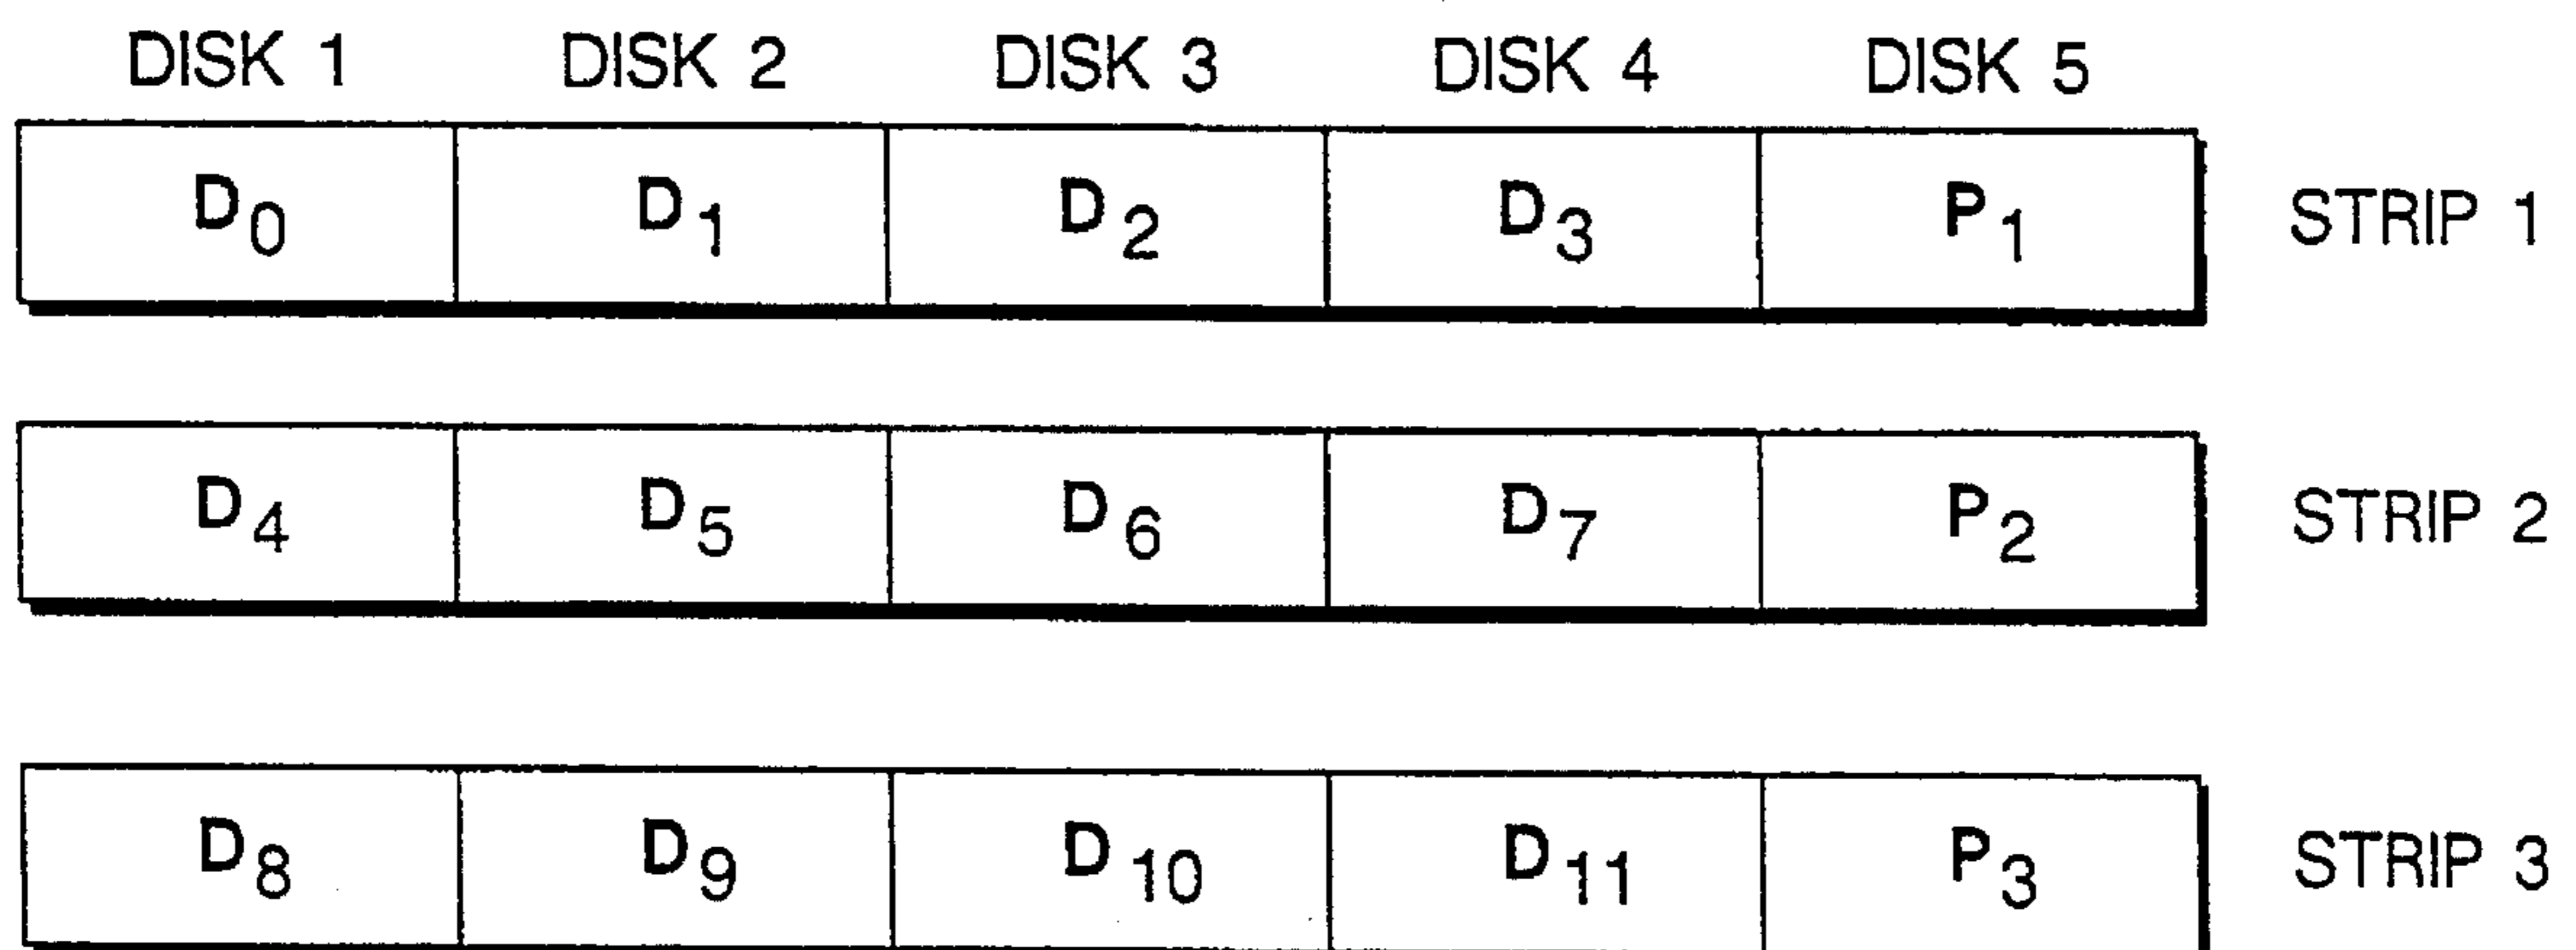 DISK 1 DISK 2 DISK 3 DISK 4 DISK 5
D0 D1 D2 D3 P1 STRIP 1
D4 D5 D6 D7 P2 STRIP 2
D8 D9 D10 D11 P3 STRIP 3